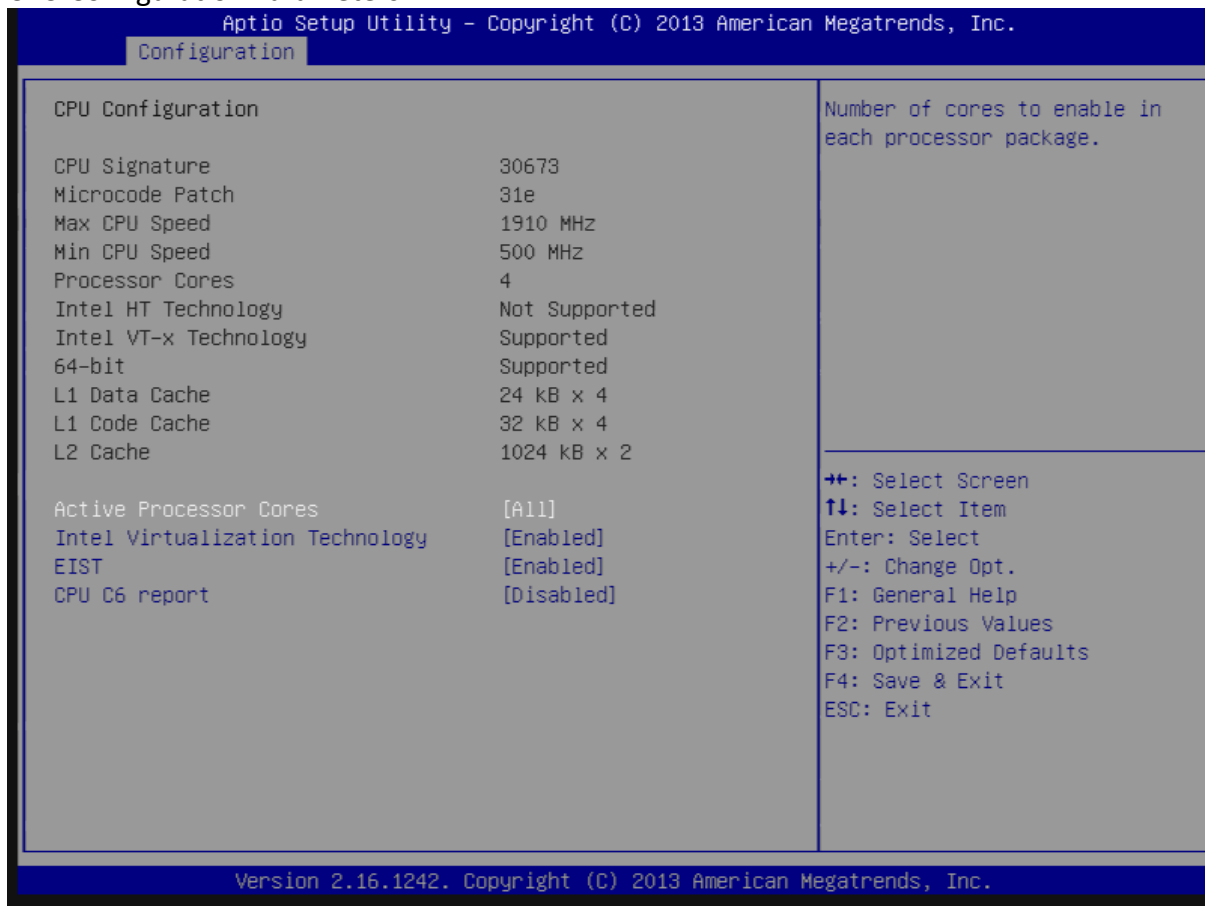 Aptio Setup Utility – Copyright (C) 2013 American Megatrends, Inc.
Configuration
CPU Configuration
CPU Signature 30673
Microcode Patch 31e
Max CPU Speed 1910 MHz
Min CPU Speed 500 MHz
Processor Cores 4
Intel HT Technology Not Supported
Intel VT-x Technology Supported
64-bit Supported
L1 Data Cache 24 kB x 4
L1 Code Cache 32 kB x 4
L2 Cache 1024 kB x 2
Active Processor Cores [All]
Intel Virtualization Technology [Enabled]
EIST [Enabled]
CPU C6 report [Disabled]
Number of cores to enable in
each processor package.
→←: Select Screen
↑↓: Select Item
Enter: Select
+/-: Change Opt.
F1: General Help
F2: Previous Values
F3: Optimized Defaults
F4: Save & Exit
ESC: Exit
Version 2.16.1242. Copyright (C) 2013 American Megatrends, Inc.